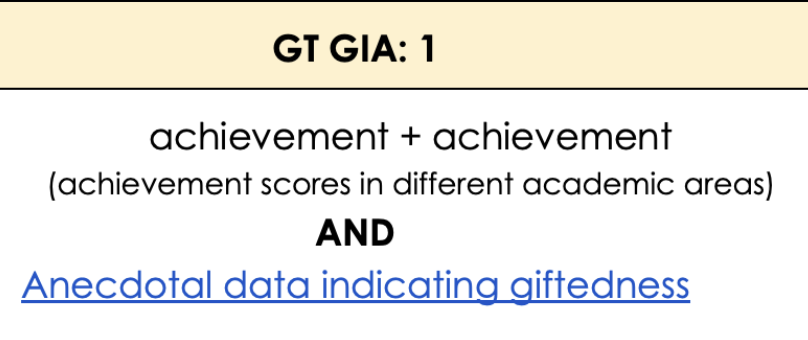 GT GIA: 1
achievement + achievement
(achievement scores in different academic areas)
AND
Anecdotal data indicating giftedness